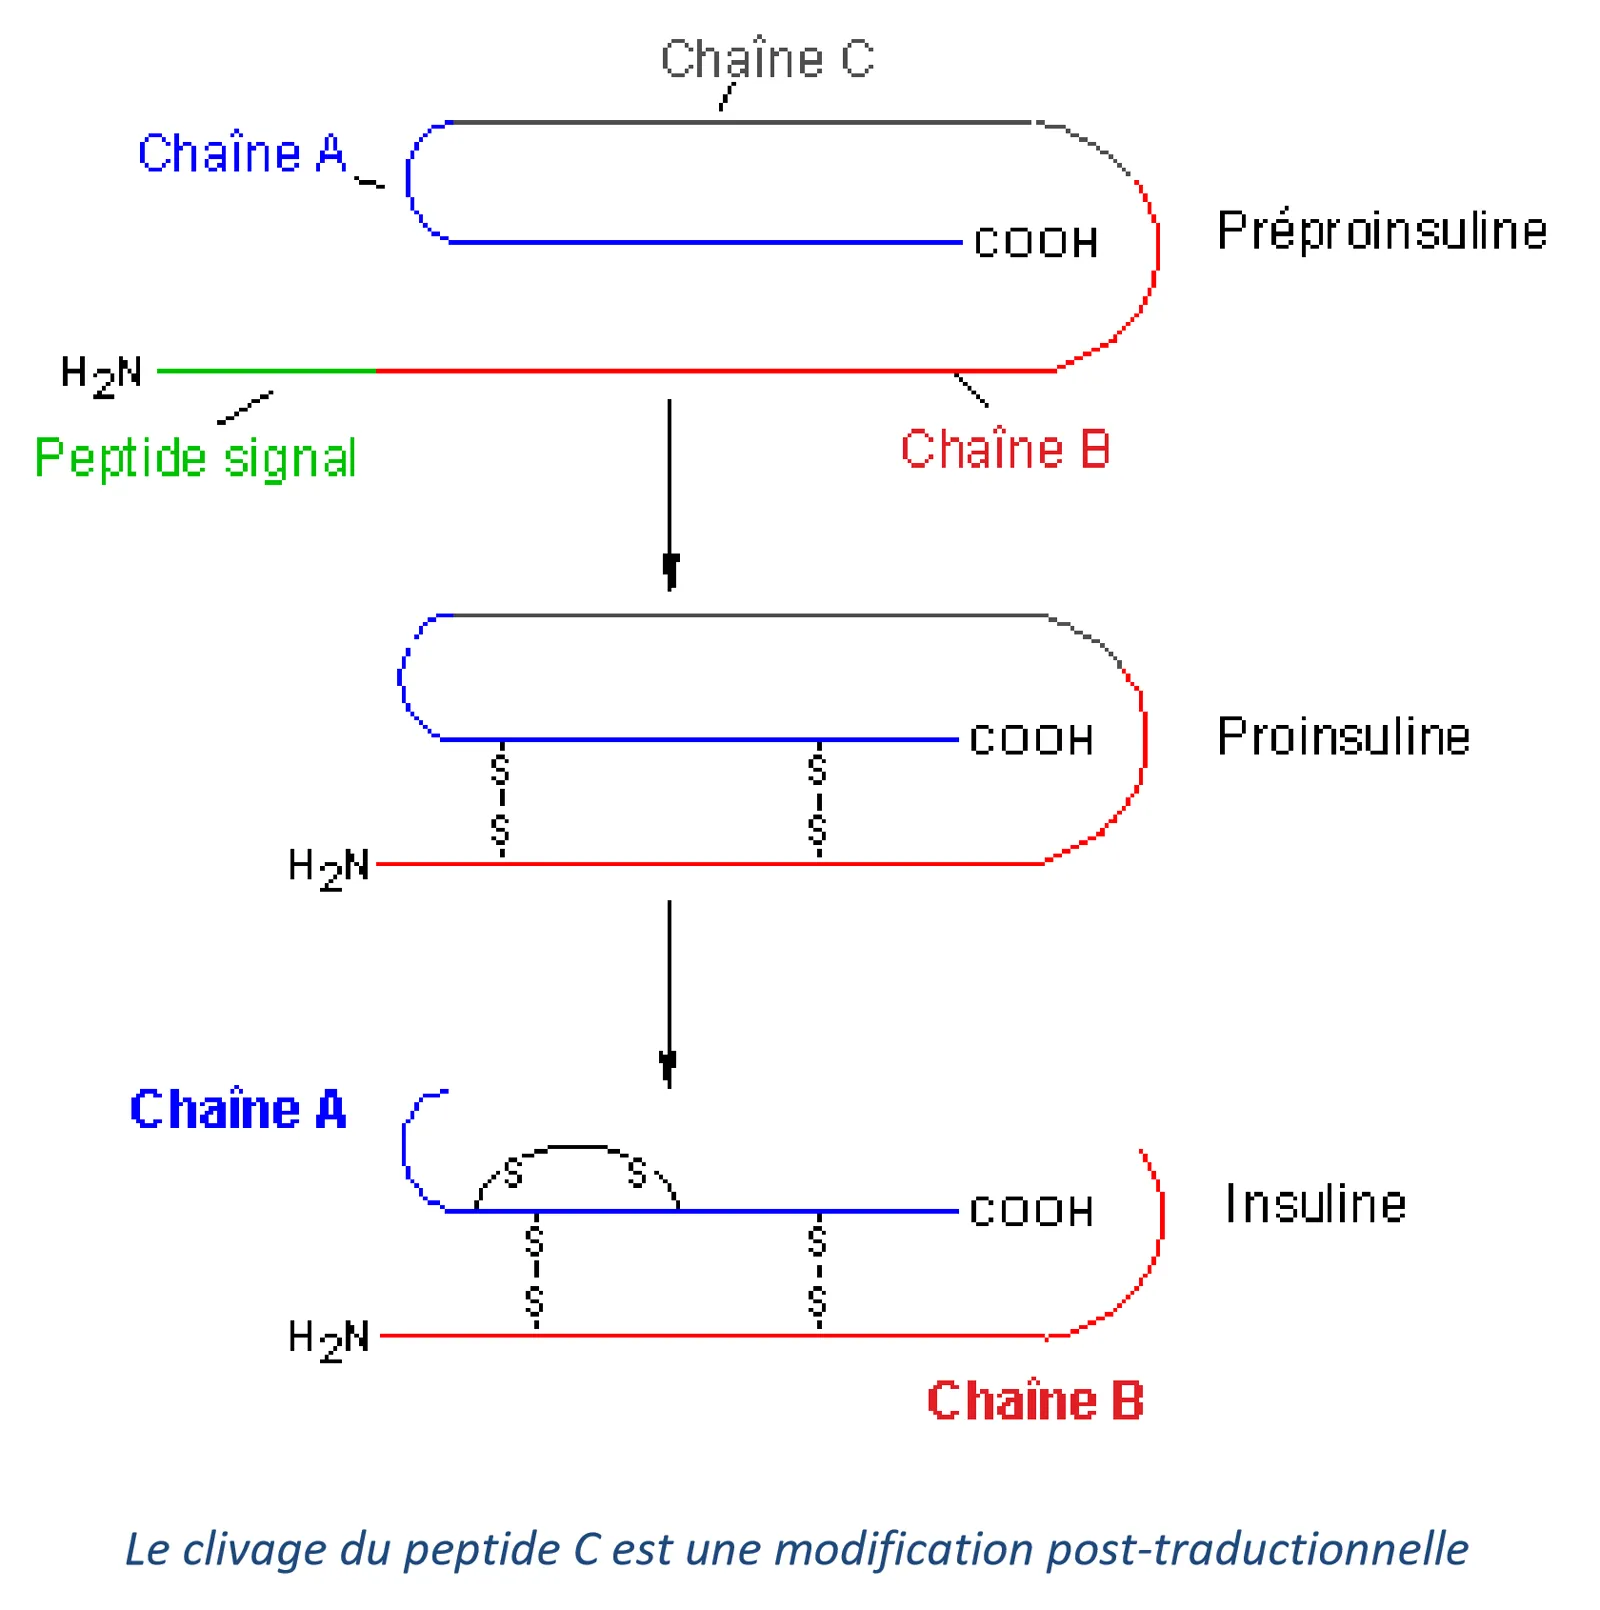 Chaîne C
Chaîne A
COOH
Préproinsuline
H2N
Peptide signal
Chaîne B
COOH
Proinsuline
S
S
S
S
H2N
Chaîne A
S
S
COOH
Insuline
S
S
S
S
H2N
Chaîne B
Le clivage du peptide C est une modification post-traductionnelle